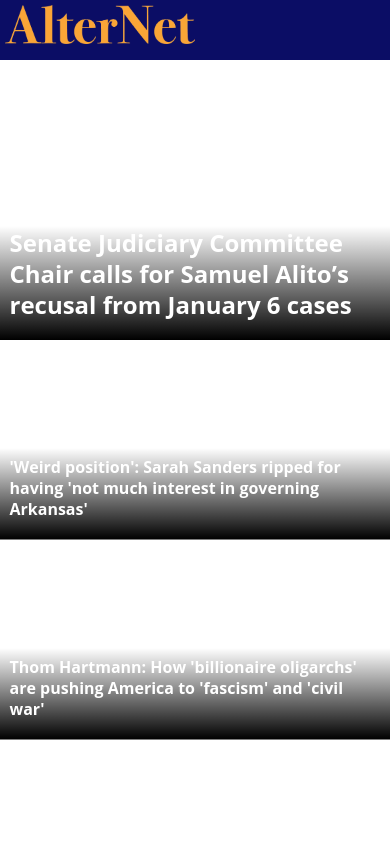 AlterNet
Senate Judiciary Committee
Chair calls for Samuel Alito’s
recusal from January 6 cases
'Weird position': Sarah Sanders ripped for
having 'not much interest in governing
Arkansas'
Thom Hartmann: How 'billionaire oligarchs'
are pushing America to 'fascism' and 'civil
war'